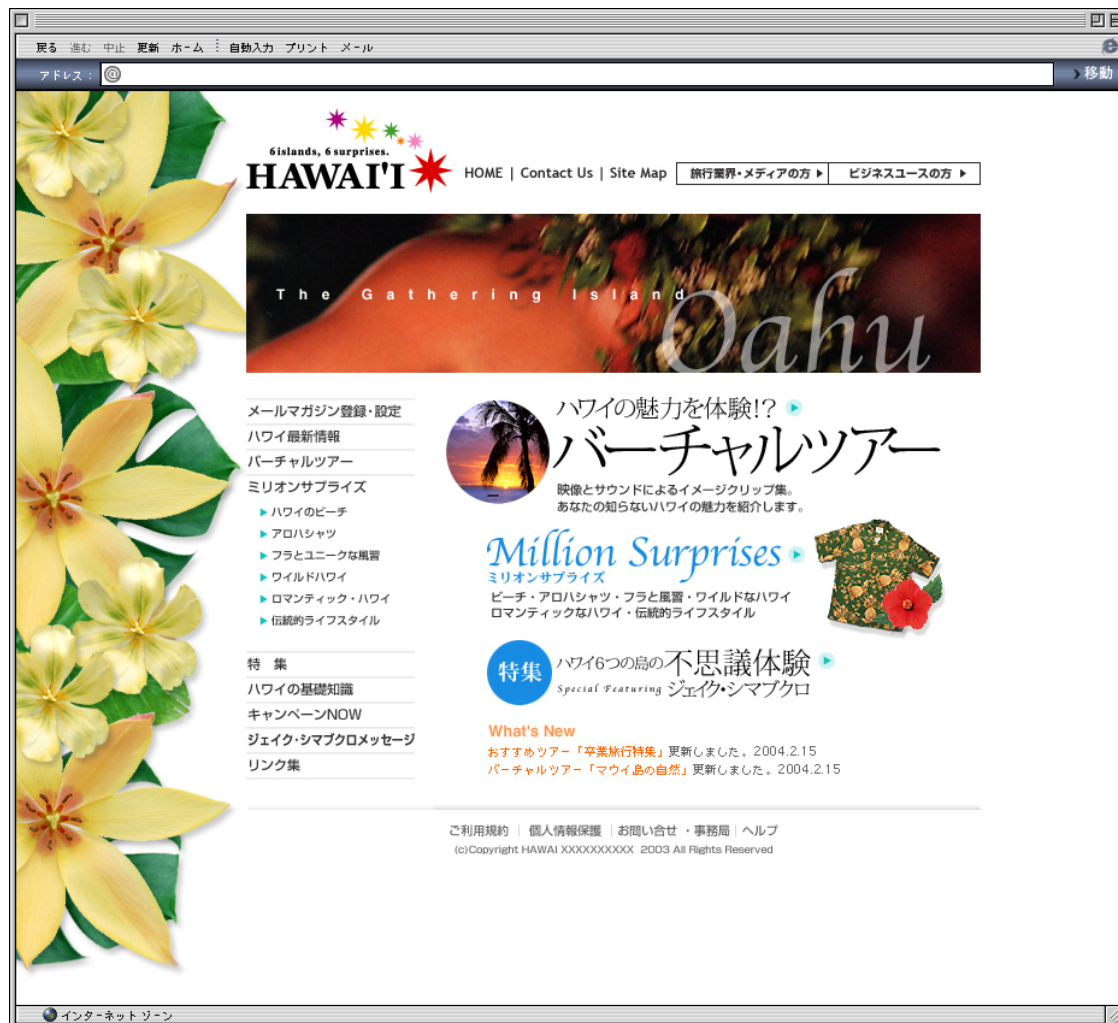 戻る 進む 中止 更新 ホーム 自動入力 プリント メール
アドレス： @ 移動
6 islands, 6 surprises.
HAWAI'I
HOME | Contact Us | Site Map 旅行業界・メディアの方 ビジネスユースの方
The Gathering Island
Oahu
メールマガジン登録・設定
ハワイ最新情報
バーチャルツアー
ミリオンサプライズ
ハワイのビーチ
アロハシャツ
フラとユニークな風習
ワイルドハワイ
ロマンティック・ハワイ
伝統的ライフスタイル
特 集
ハワイの基礎知識
キャンペーンNOW
ジェイク・シマブクロメッセージ
リンク集
ハワイの魅力を体験!?
バーチャルツアー
映像とサウンドによるイメージクリップ集。
あなたの知らないハワイの魅力を紹介します。
Million Surprises
ミリオンサプライズ
ビーチ・アロハシャツ・フラと風習・ワイルドなハワイ
ロマンティックなハワイ・伝統的ライフスタイル
特集
ハワイ6つの島の不思議体験
Special Featuring ジェイク・シマブクロ
What's New
おすすめツアー「卒業旅行特集」更新しました。2004.2.15
バーチャルツアー「マウイ島の自然」更新しました。2004.2.15
ご利用規約 | 個人情報保護 | お問い合せ ・事務局 | ヘルプ
(c)Copyright HAWAI XXXXXXXXXX 2003 All Rights Reserved
インターネット ゾーン